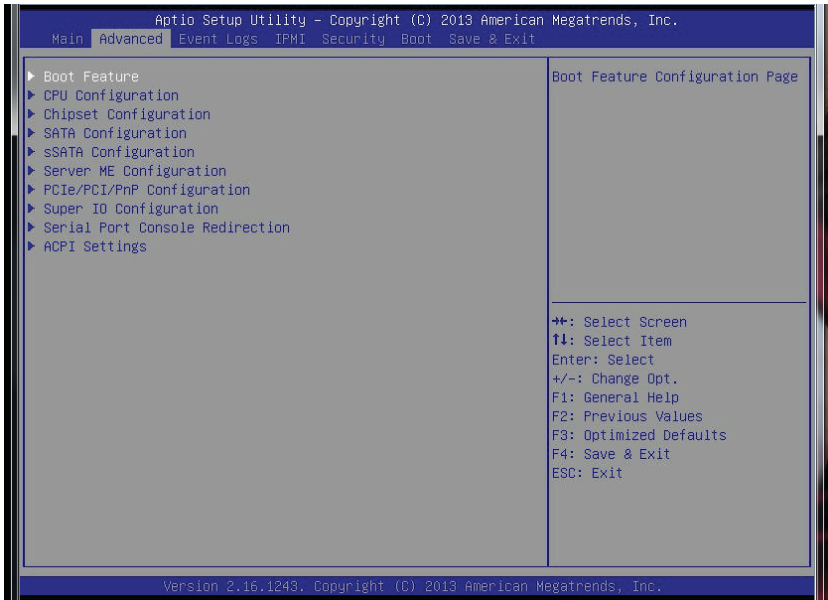 Aptio Setup Utility – Copyright (C) 2013 American Megatrends, Inc.
Main Advanced Event Logs IPMI Security Boot Save & Exit
Boot Feature
CPU Configuration
Chipset Configuration
SATA Configuration
sSATA Configuration
Server ME Configuration
PCIe/PCI/PnP Configuration
Super IO Configuration
Serial Port Console Redirection
ACPI Settings
Boot Feature Configuration Page
→←: Select Screen
↑↓: Select Item
Enter: Select
+/-: Change Opt.
F1: General Help
F2: Previous Values
F3: Optimized Defaults
F4: Save & Exit
ESC: Exit
Version 2.16.1243. Copyright (C) 2013 American Megatrends, Inc.